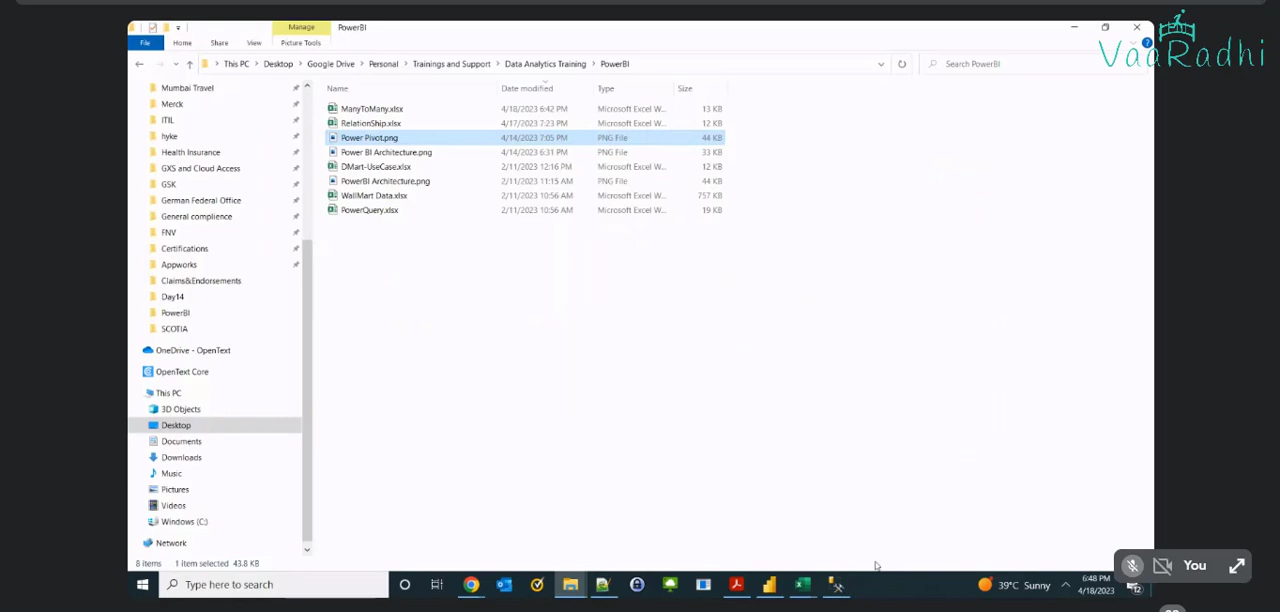 Manage
PowerBI
File
Home
Share
View
Picture Tools
VaaRadhi
This PC
Desktop
Google Drive
Personal
Trainings and Support
Data Analytics Training
PowerBI
Search PowerBI
Name
Date modified
Type
Size
Mumbai Travel
Merck
ITIL
hyke
Health Insurance
GXS and Cloud Access
GSK
German Federal Office
General complience
FNV
Certifications
Appworks
Claims&Endorsements
Day14
PowerBI
SCOTIA
OneDrive - OpenText
OpenText Core
This PC
3D Objects
Desktop
Documents
Downloads
Music
Pictures
Videos
Windows (C:)
Network
ManyToMany.xlsx 4/18/2023 6:42 PM Microsoft Excel W... 13 KB
RelationShip.xlsx 4/17/2023 7:23 PM Microsoft Excel W... 12 KB
Power Pivot.png 4/14/2023 7:05 PM PNG File 44 KB
Power BI Architecture.png 4/14/2023 6:31 PM PNG File 33 KB
DMart-UseCase.xlsx 2/11/2023 12:16 PM Microsoft Excel W... 12 KB
PowerBI Architecture.png 2/11/2023 11:15 AM PNG File 44 KB
WallMart Data.xlsx 2/11/2023 10:56 AM Microsoft Excel W... 757 KB
PowerQuery.xlsx 2/11/2023 10:56 AM Microsoft Excel W... 19 KB
8 items 1 item selected 43.8 KB
You
Type here to search
39°C Sunny
6:48 PM
4/18/2023
12